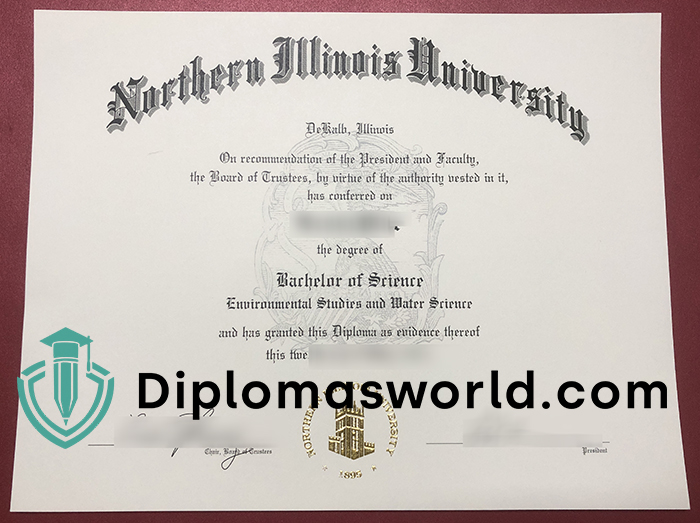 Northern Illinois University
DeKalb, Illinois
On recommendation of the President and Faculty,
the Board of Trustees, by virtue of the authority vested in it,
has conferred on
the degree of
Bachelor of Science
Environmental Studies and Water Science
and has granted this Diploma as evidence thereof
this twe
Diplomasworld.com
Chair, Board of Trustees
President
1895